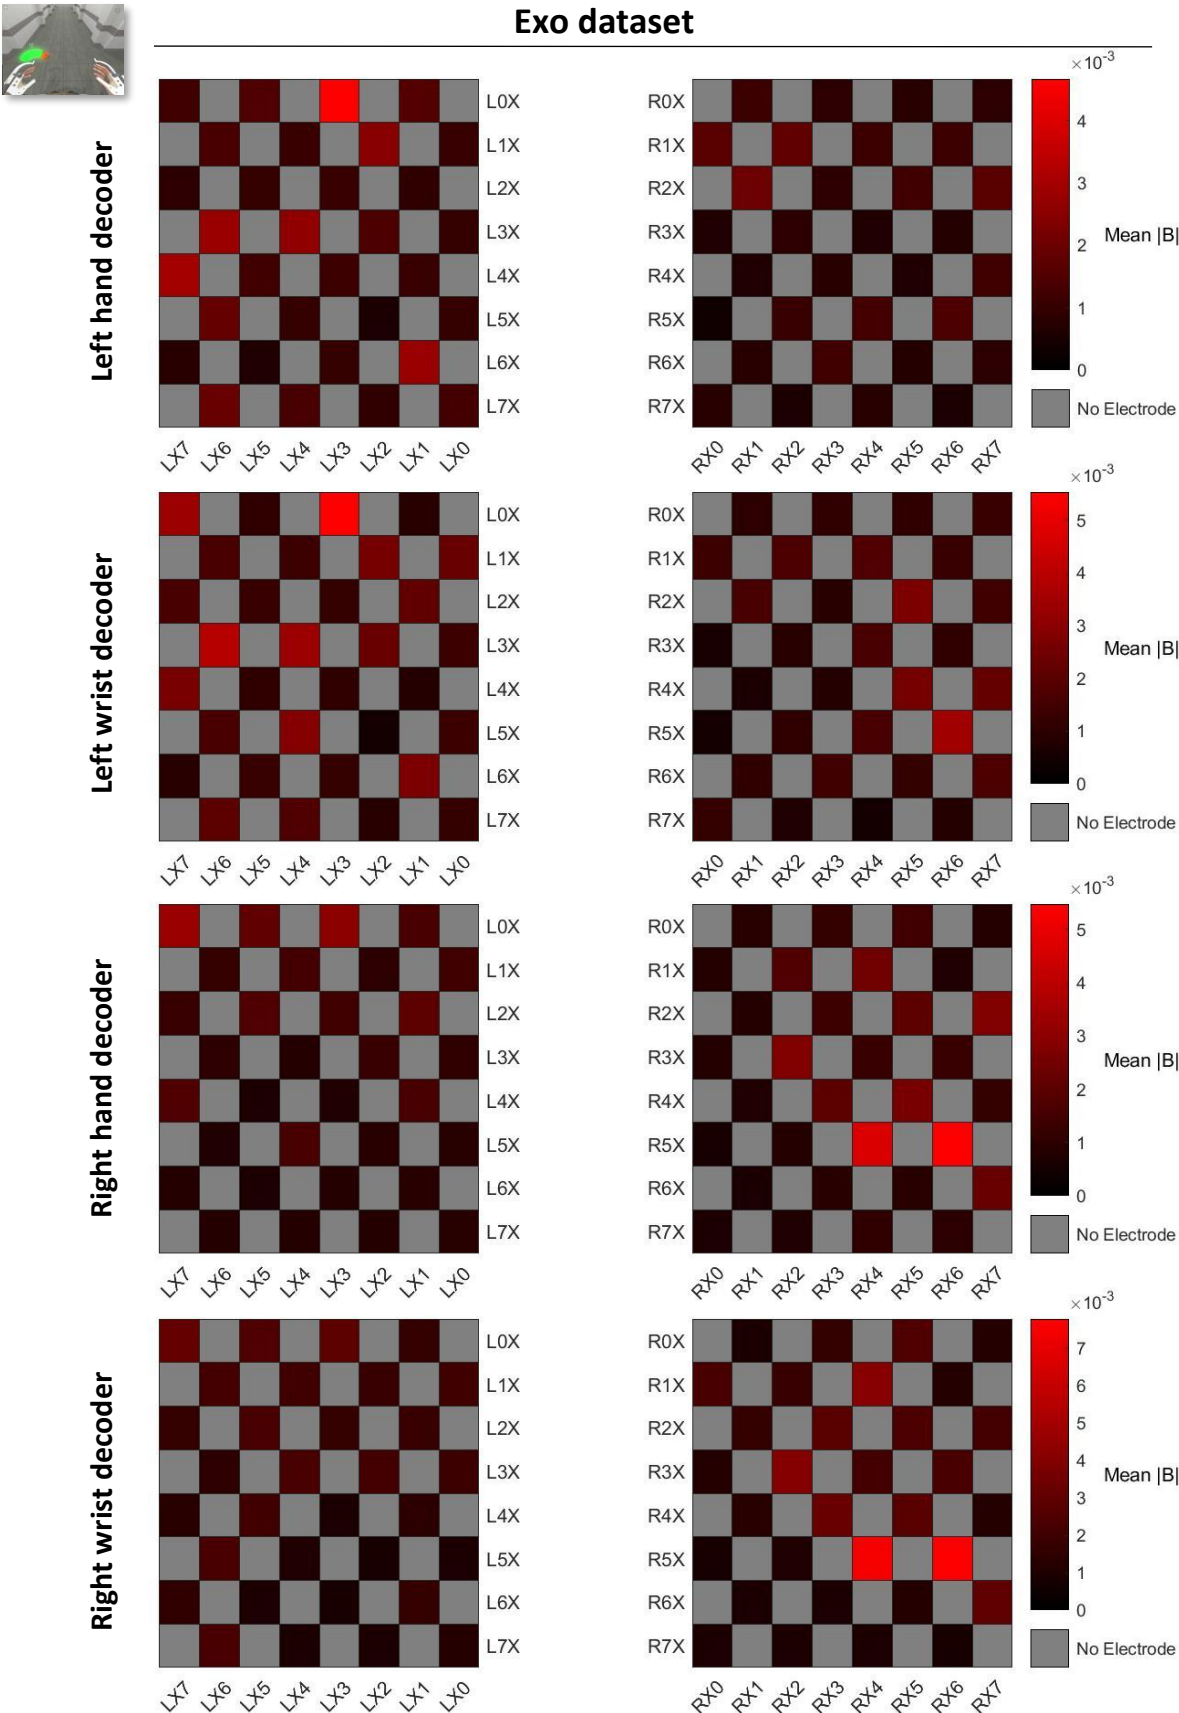 Exo dataset
Left hand decoder
L0X
L1X
L2X
L3X
L4X
L5X
L6X
L7X
LX7 LX6 LX5 LX4 LX3 LX2 LX1 LX0
R0X
R1X
R2X
R3X
R4X
R5X
R6X
R7X
RX0 RX1 RX2 RX3 RX4 RX5 RX6 RX7
×10⁻³
4
3
2
1
0
Mean |B|
No Electrode
Left wrist decoder
L0X
L1X
L2X
L3X
L4X
L5X
L6X
L7X
LX7 LX6 LX5 LX4 LX3 LX2 LX1 LX0
R0X
R1X
R2X
R3X
R4X
R5X
R6X
R7X
RX0 RX1 RX2 RX3 RX4 RX5 RX6 RX7
×10⁻³
5
4
3
2
1
0
Mean |B|
No Electrode
Right hand decoder
L0X
L1X
L2X
L3X
L4X
L5X
L6X
L7X
LX7 LX6 LX5 LX4 LX3 LX2 LX1 LX0
R0X
R1X
R2X
R3X
R4X
R5X
R6X
R7X
RX0 RX1 RX2 RX3 RX4 RX5 RX6 RX7
×10⁻³
5
4
3
2
1
0
Mean |B|
No Electrode
Right wrist decoder
L0X
L1X
L2X
L3X
L4X
L5X
L6X
L7X
LX7 LX6 LX5 LX4 LX3 LX2 LX1 LX0
R0X
R1X
R2X
R3X
R4X
R5X
R6X
R7X
RX0 RX1 RX2 RX3 RX4 RX5 RX6 RX7
×10⁻³
7
6
5
4
3
2
1
0
Mean |B|
No Electrode